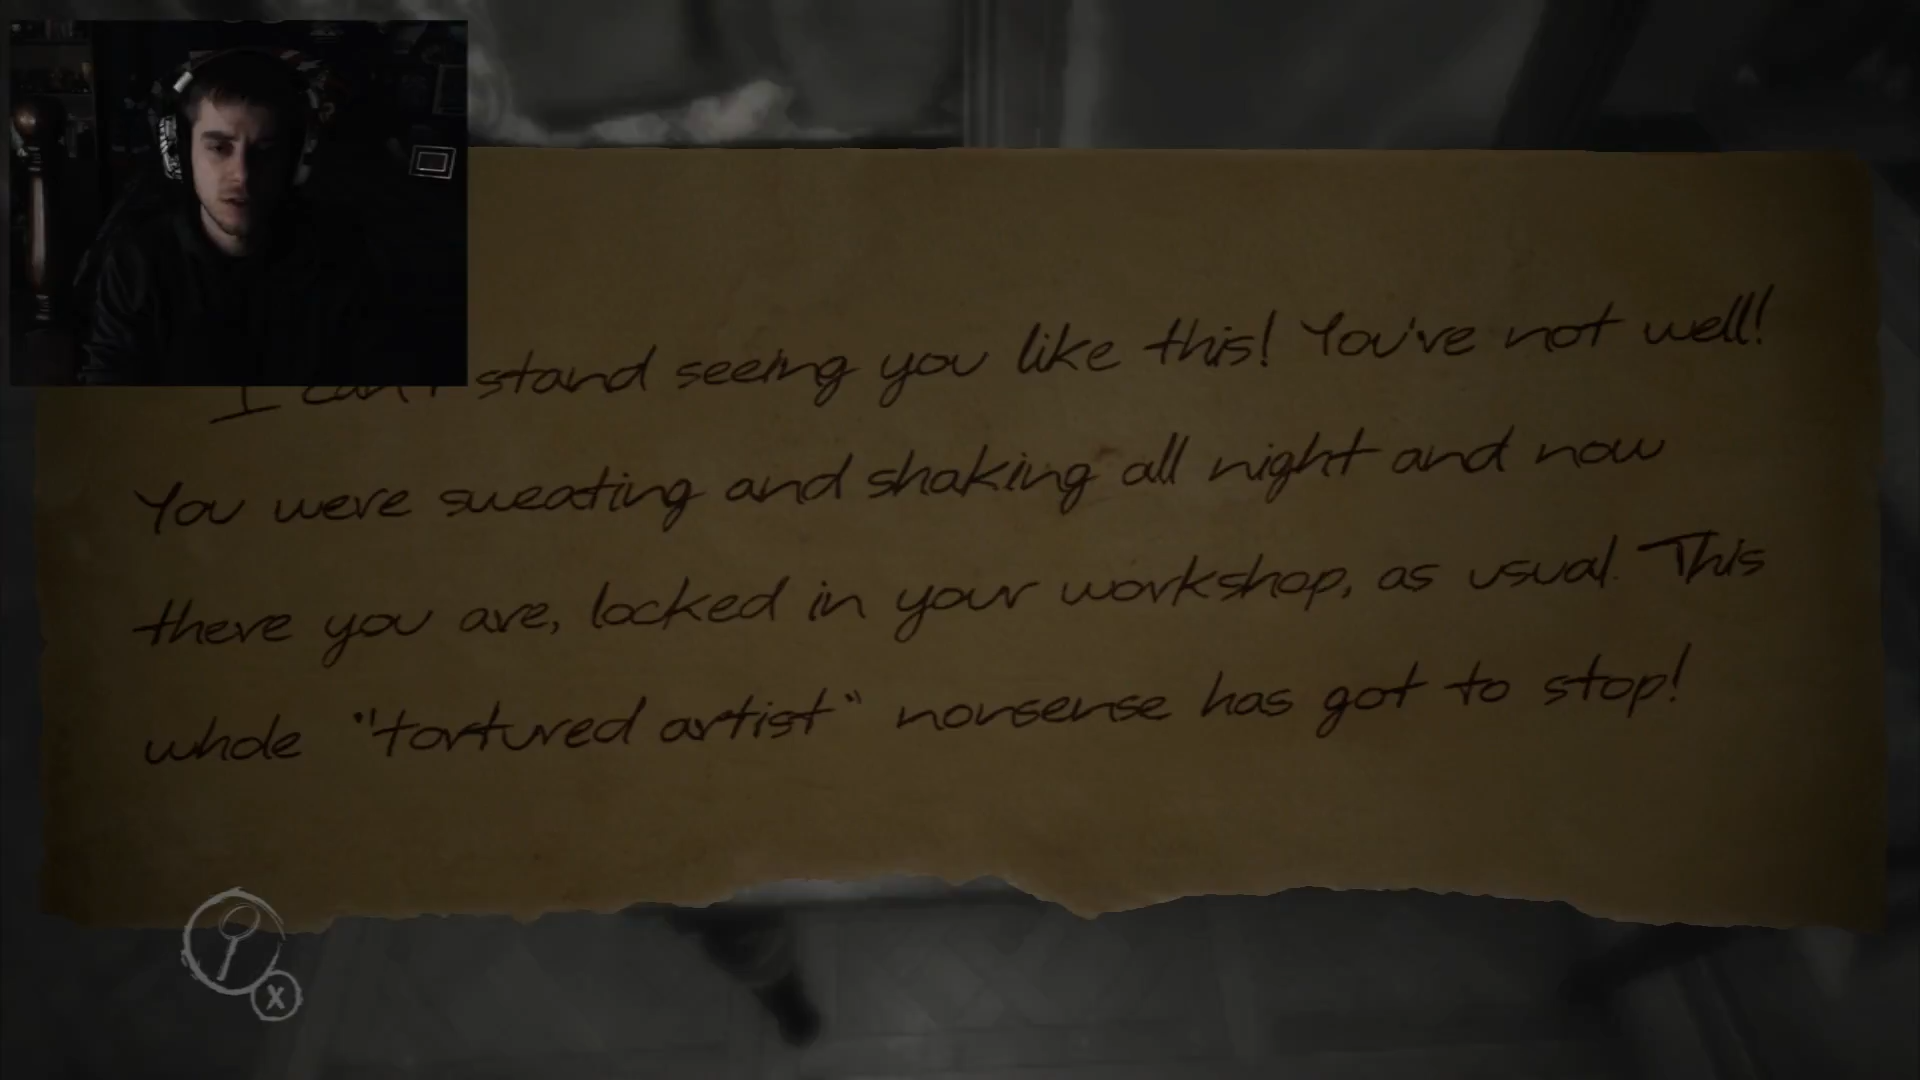 I can't stand seeing you like this! You've not well!
You were sweating and shaking all night and now
there you are, locked in your workshop, as usual. This
whole "tortured artist" nonsense has got to stop!
X